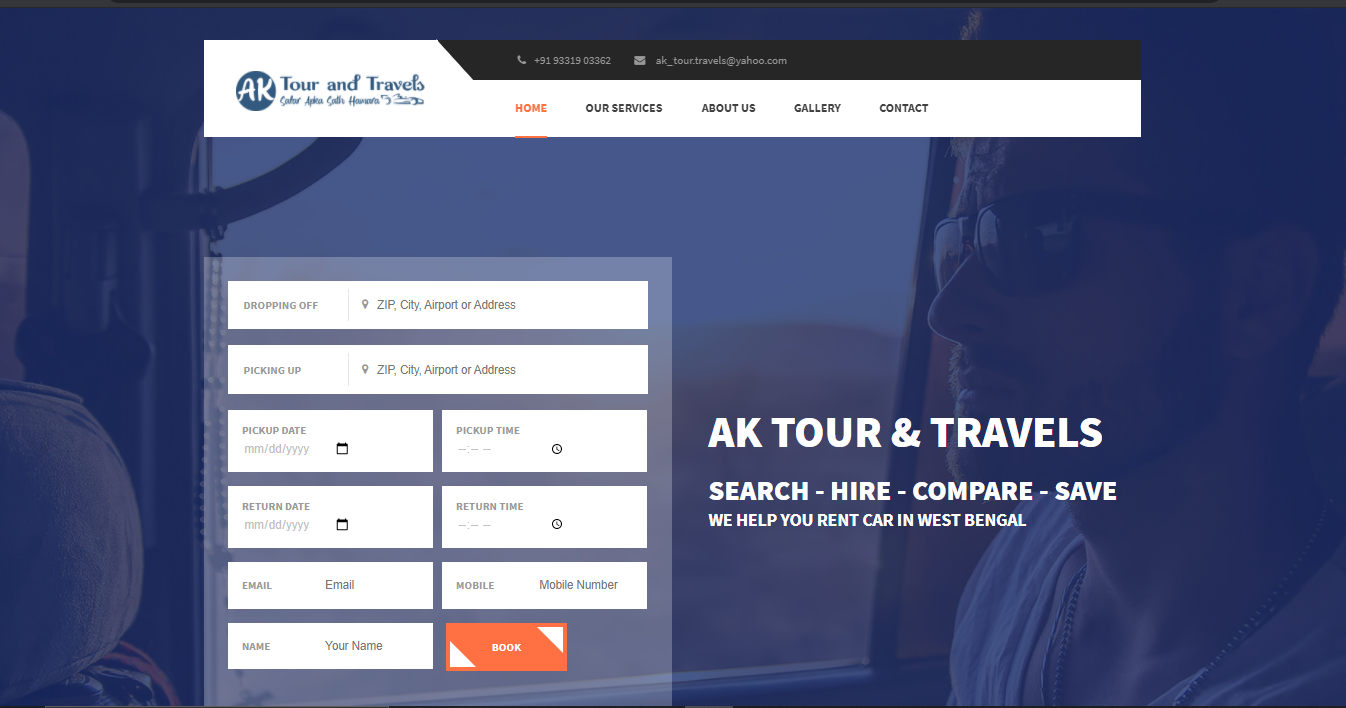 +91 93319 03362 ak_tour.travels@yahoo.com
AK Tour and Travels
Safar Apka Sath Hamara
HOME OUR SERVICES ABOUT US GALLERY CONTACT
DROPPING OFF ZIP, City, Airport or Address
PICKING UP ZIP, City, Airport or Address
PICKUP DATE PICKUP TIME
mm/dd/yyyy --:-- --
RETURN DATE RETURN TIME
mm/dd/yyyy --:-- --
EMAIL Email MOBILE Mobile Number
NAME Your Name BOOK
AK TOUR & TRAVELS
SEARCH - HIRE - COMPARE - SAVE
WE HELP YOU RENT CAR IN WEST BENGAL